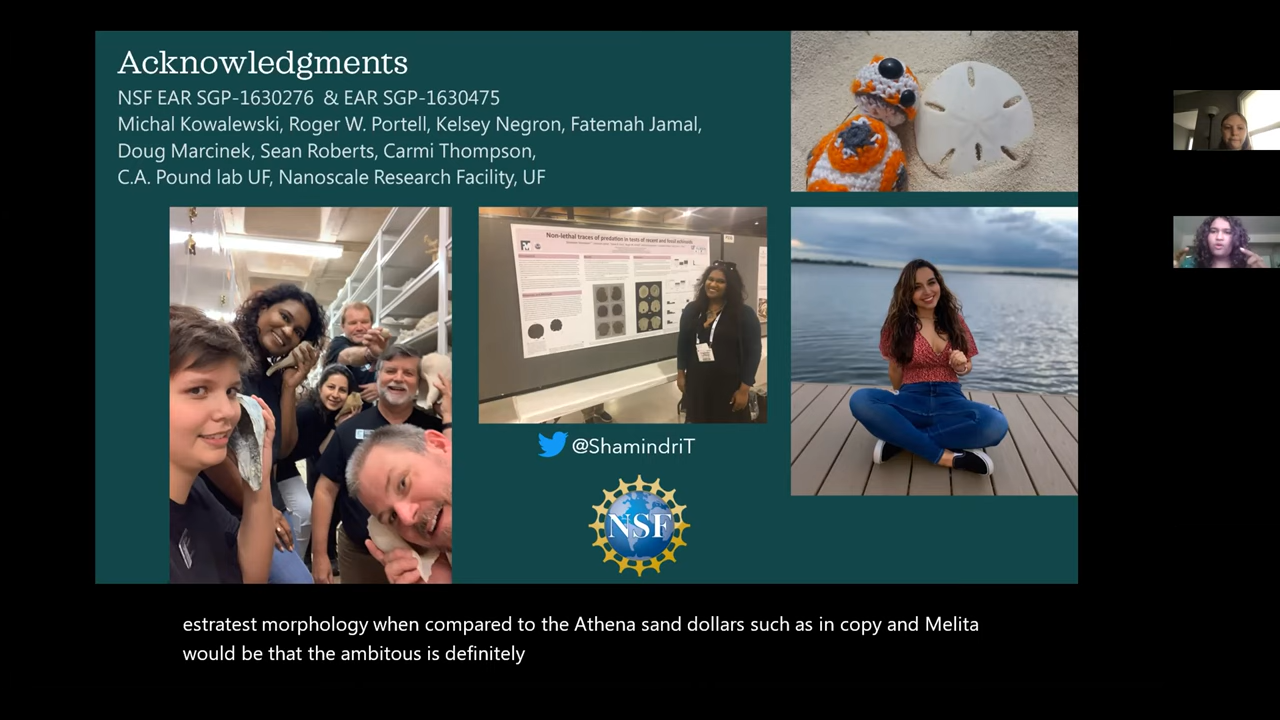 Acknowledgments
NSF EAR SGP-1630276 & EAR SGP-1630475
Michal Kowalewski, Roger W. Portell, Kelsey Negron, Fatemah Jamal,
Doug Marcinek, Sean Roberts, Carmi Thompson,
C.A. Pound lab UF, Nanoscale Research Facility, UF
Non-lethal traces of predation in tests of recent and fossil echinoids
@ShamindriT
NSF
estratest morphology when compared to the Athena sand dollars such as in copy and Melita
would be that the ambitous is definitely